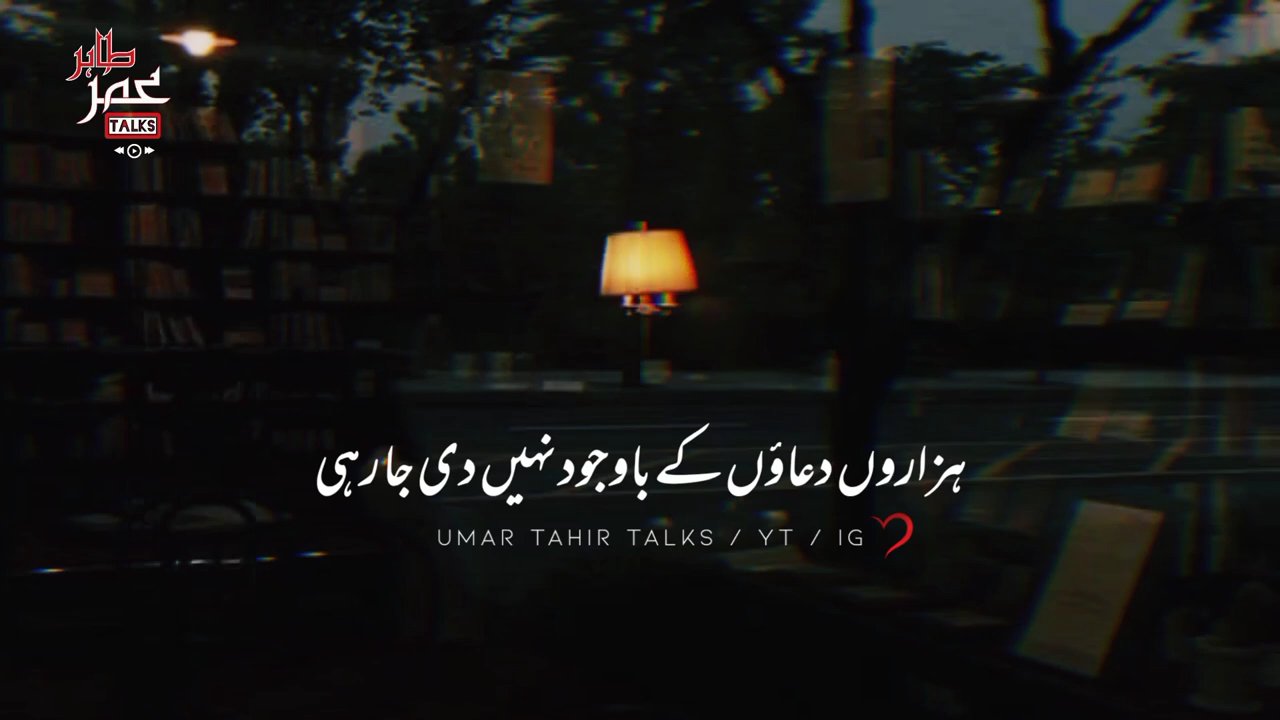 طاہر
عمر
TALKS
ہزاروں دعاؤں کے باوجود نہیں دی جا رہی
UMAR TAHIR TALKS / YT / IG